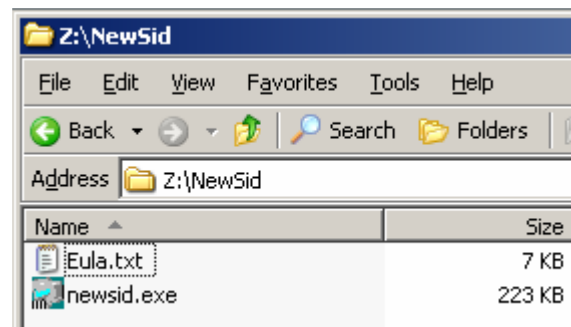 Z:\NewSid
File Edit View Favorites Tools Help
Back Search Folders
Address Z:\NewSid
Name Size
Eula.txt 7 KB
newsid.exe 223 KB